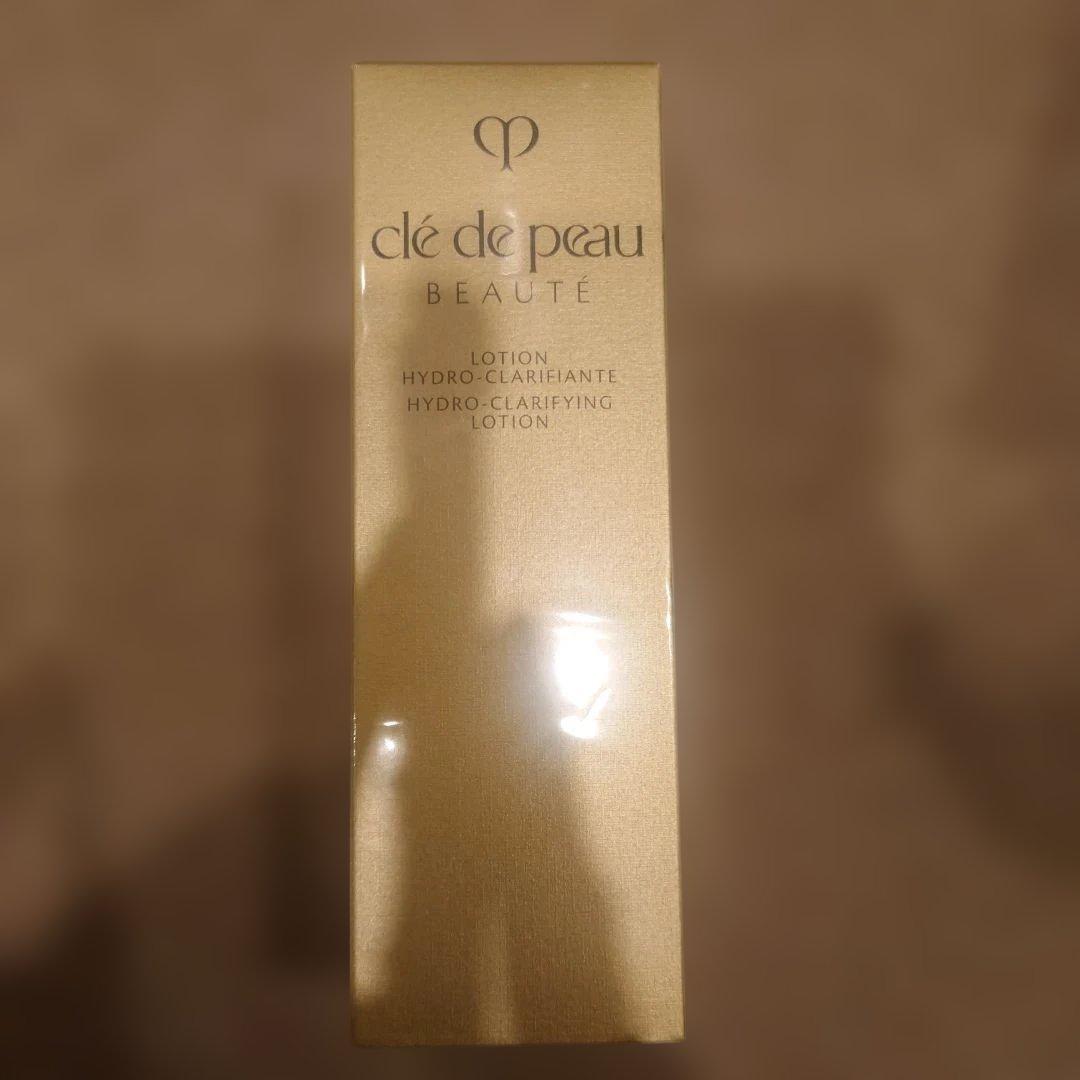 clé de peau
BEAUTÉ
LOTION
HYDRO-CLARIFIANTE
HYDRO-CLARIFYING
LOTION